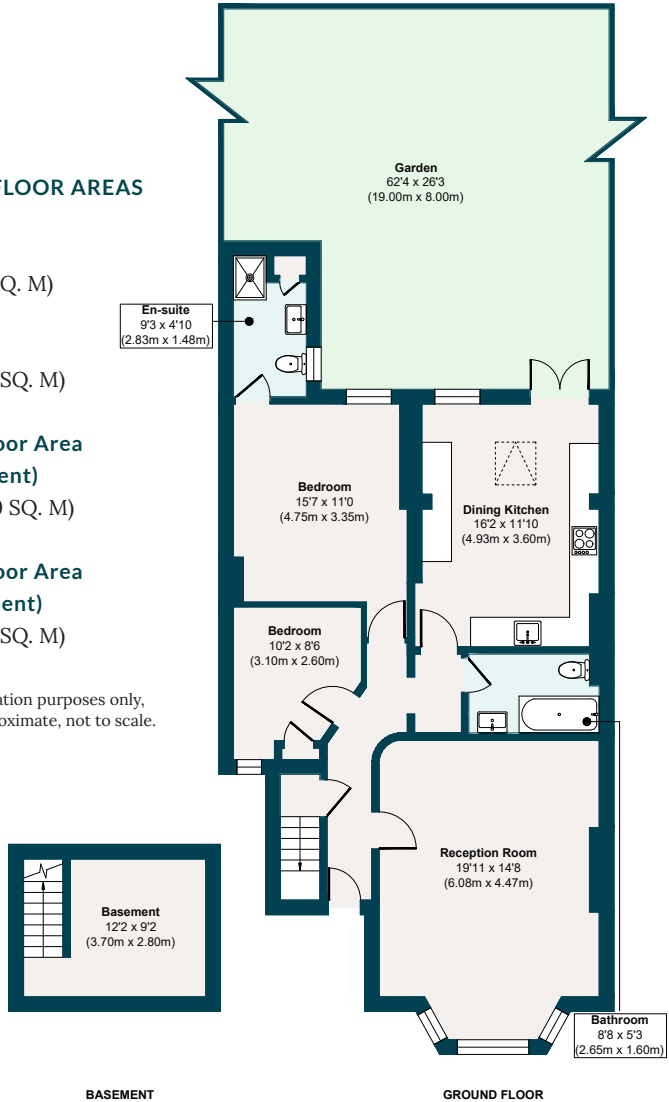 FLOOR AREAS
Q. M)
SQ. M)
oor Area
ent)
SQ. M)
oor Area
ent)
SQ. M)
ation purposes only,
oximate, not to scale.
Garden
62'4 x 26'3
(19.00m x 8.00m)
En-suite
9'3 x 4'10
(2.83m x 1.48m)
Bedroom
15'7 x 11'0
(4.75m x 3.35m)
Dining Kitchen
16'2 x 11'10
(4.93m x 3.60m)
Bedroom
10'2 x 8'6
(3.10m x 2.60m)
Reception Room
19'11 x 14'8
(6.08m x 4.47m)
Basement
12'2 x 9'2
(3.70m x 2.80m)
Bathroom
8'8 x 5'3
(2.65m x 1.60m)
BASEMENT
GROUND FLOOR